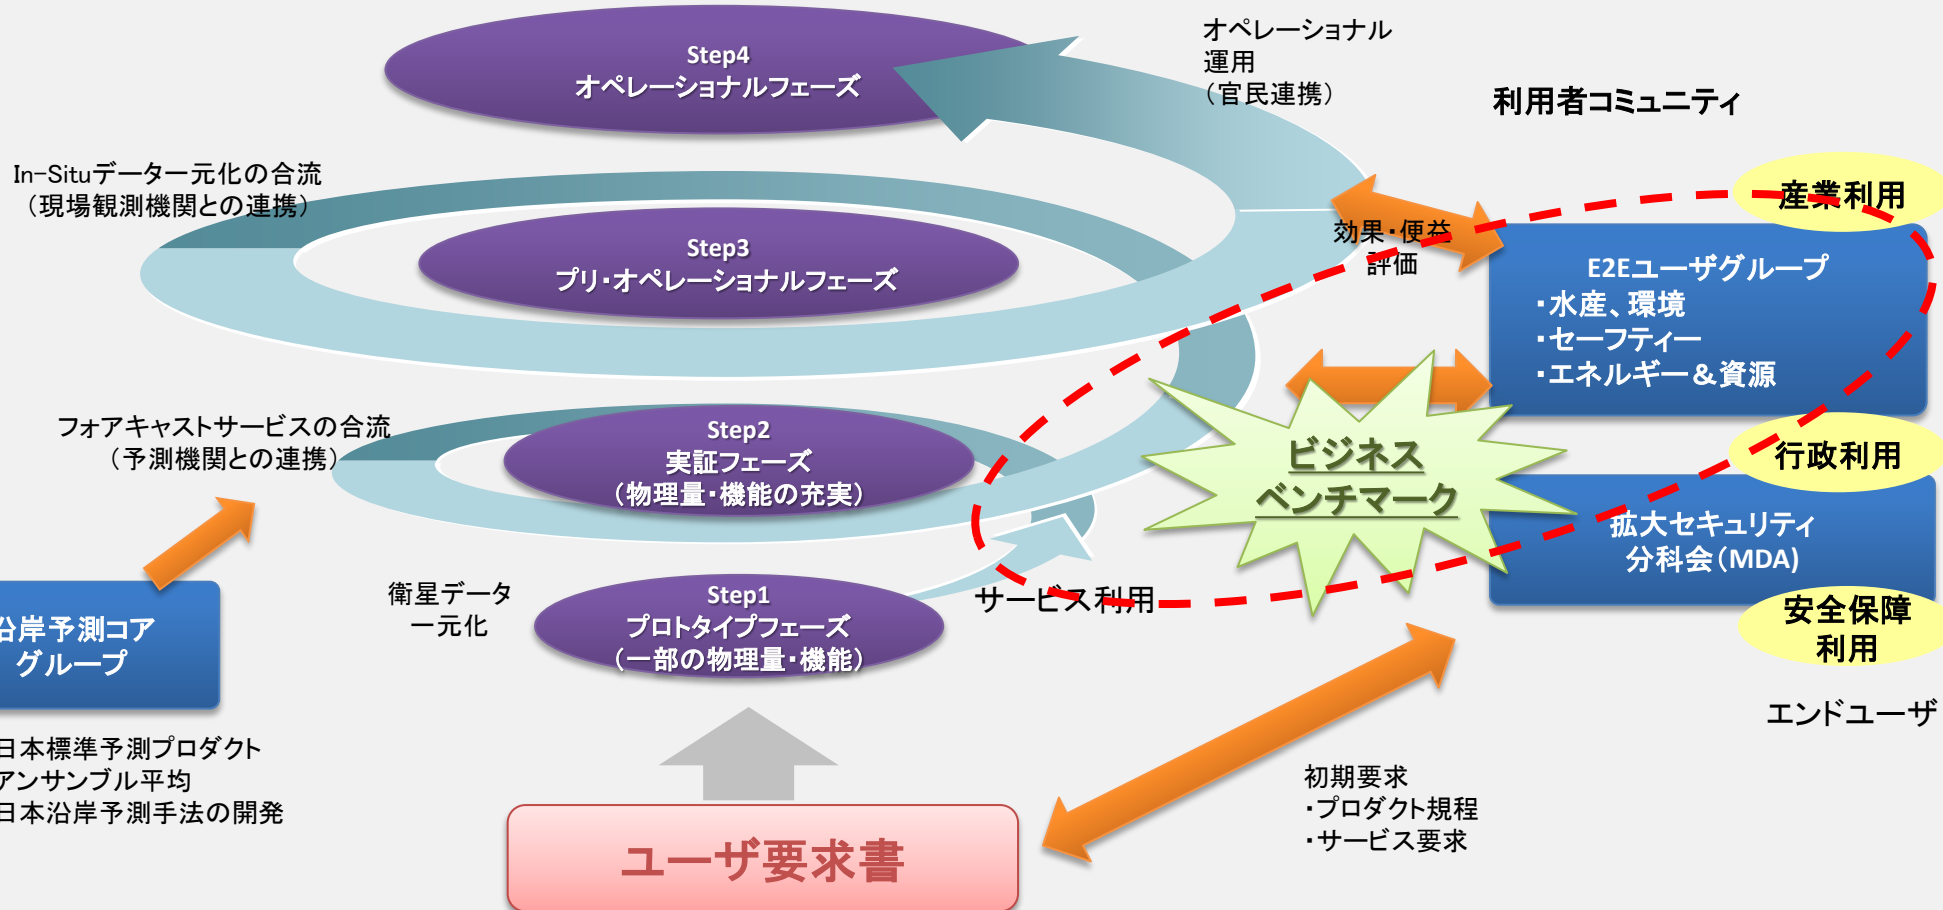 Step4
オペレーショナルフェーズ
オペレーショナル
運用
（官民連携）
利用者コミュニティ
In-Situデータ一元化の合流
（現場観測機関との連携）
Step3
プリ・オペレーショナルフェーズ
効果・便益
評価
産業利用
E2Eユーザグループ
・水産、環境
・セーフティー
・エネルギー＆資源
フォアキャストサービスの合流
（予測機関との連携）
Step2
実証フェーズ
（物理量・機能の充実）
ビジネス
ベンチマーク
行政利用
拡大セキュリティ
分科会（MDA)
衛星データ
一元化
Step1
プロトタイプフェーズ
（一部の物理量・機能）
サービス利用
安全保障
利用
エンドユーザ
沿岸予測コア
グループ
日本標準予測プロダクト
アンサンブル平均
日本沿岸予測手法の開発
初期要求
・プロダクト規程
・サービス要求
ユーザ要求書